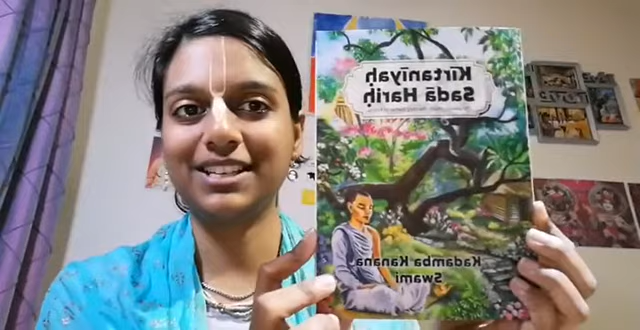 Kīrtanīyaḥ
Sadā Hariḥ
Kadamba Kanana
Swami